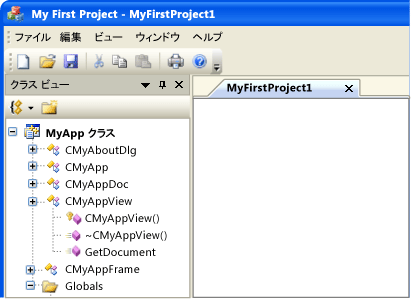 My First Project - MyFirstProject1
ファイル 編集 ビュー ウィンドウ ヘルプ
クラス ビュー
MyFirstProject1
MyApp クラス
CMyAboutDlg
CMyApp
CMyAppDoc
CMyAppView
CMyAppView()
~CMyAppView()
GetDocument
CMyAppFrame
Globals